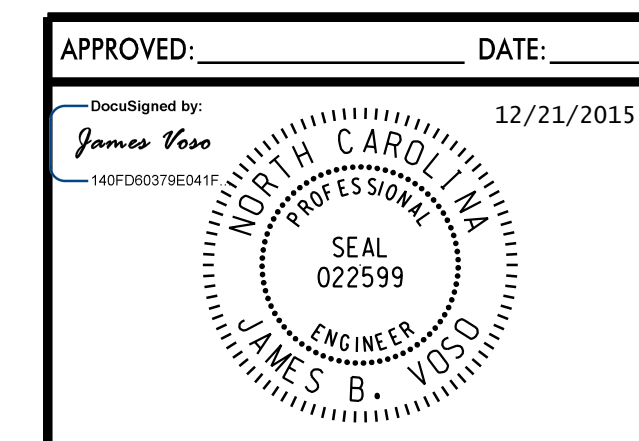 APPROVED: DATE:
DocuSigned by:
12/21/2015
James Voso
140FD60379E041F...
NORTH CAROLINA
PROFESSIONAL
SEAL
022599
ENGINEER
JAMES B. VOSO